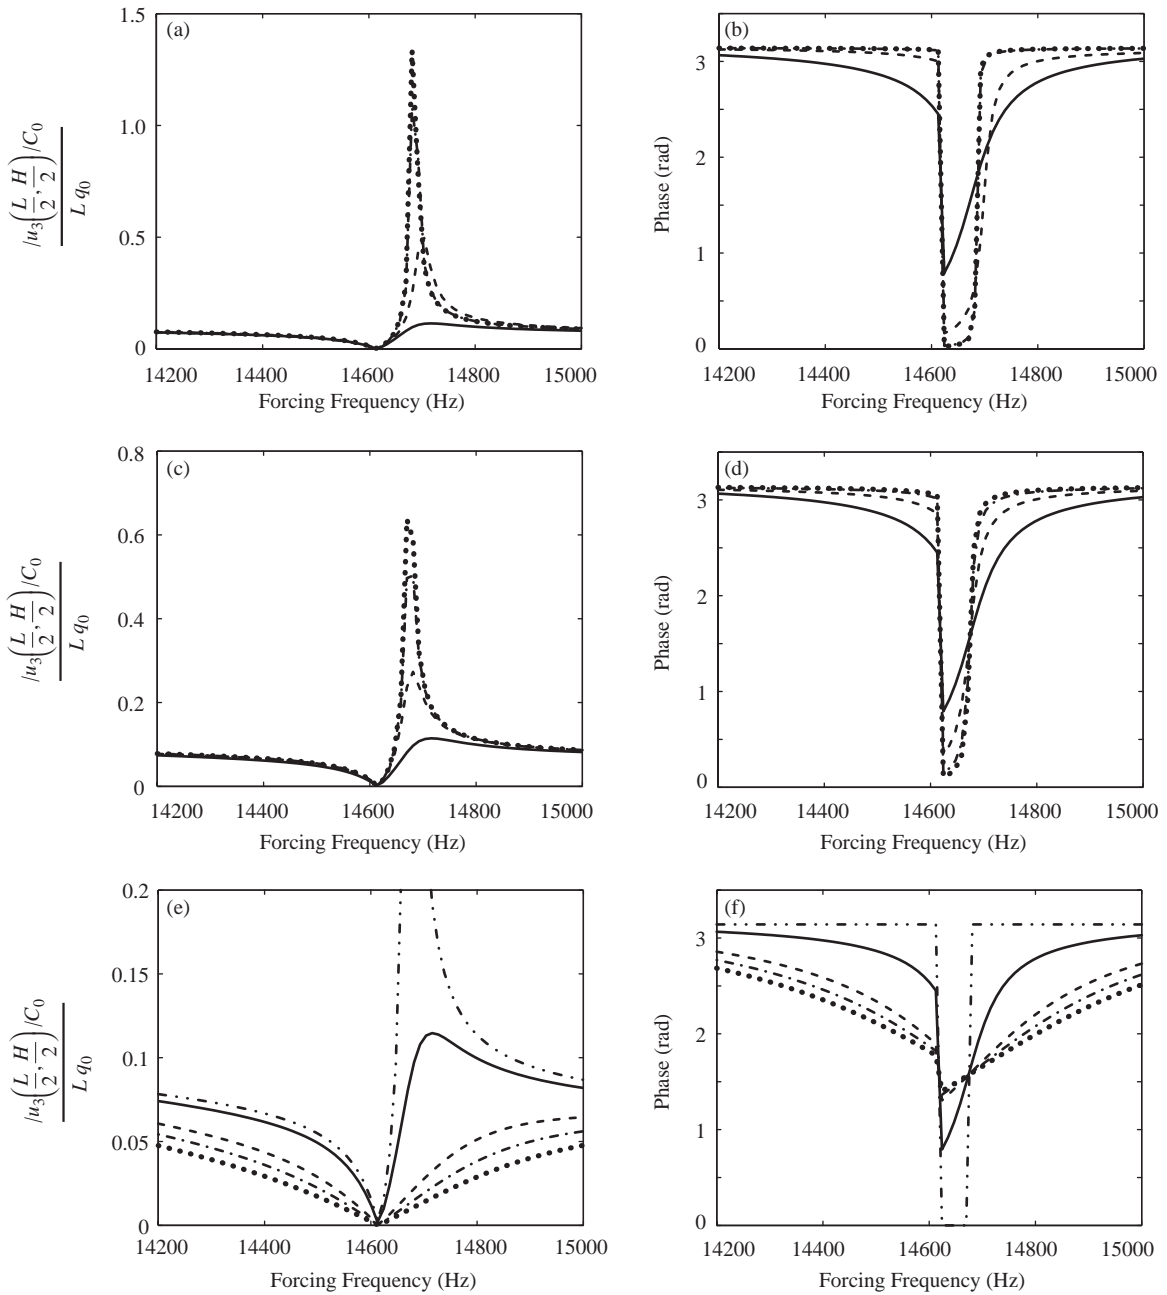 (a)
1.5
1.0
0.5
0
/u₃(L/2, H/2)/C₀
L q₀
14200 14400 14600 14800 15000
Forcing Frequency (Hz)
(b)
3
2
1
0
Phase (rad)
14200 14400 14600 14800 15000
Forcing Frequency (Hz)
(c)
0.8
0.6
0.4
0.2
0
/u₃(L/2, H/2)/C₀
L q₀
14200 14400 14600 14800 15000
Forcing Frequency (Hz)
(d)
3
2
1
0
Phase (rad)
14200 14400 14600 14800 15000
Forcing Frequency (Hz)
(e)
0.2
0.15
0.1
0.05
0
/u₃(L/2, H/2)/C₀
L q₀
14200 14400 14600 14800 15000
Forcing Frequency (Hz)
(f)
3
2
1
0
Phase (rad)
14200 14400 14600 14800 15000
Forcing Frequency (Hz)